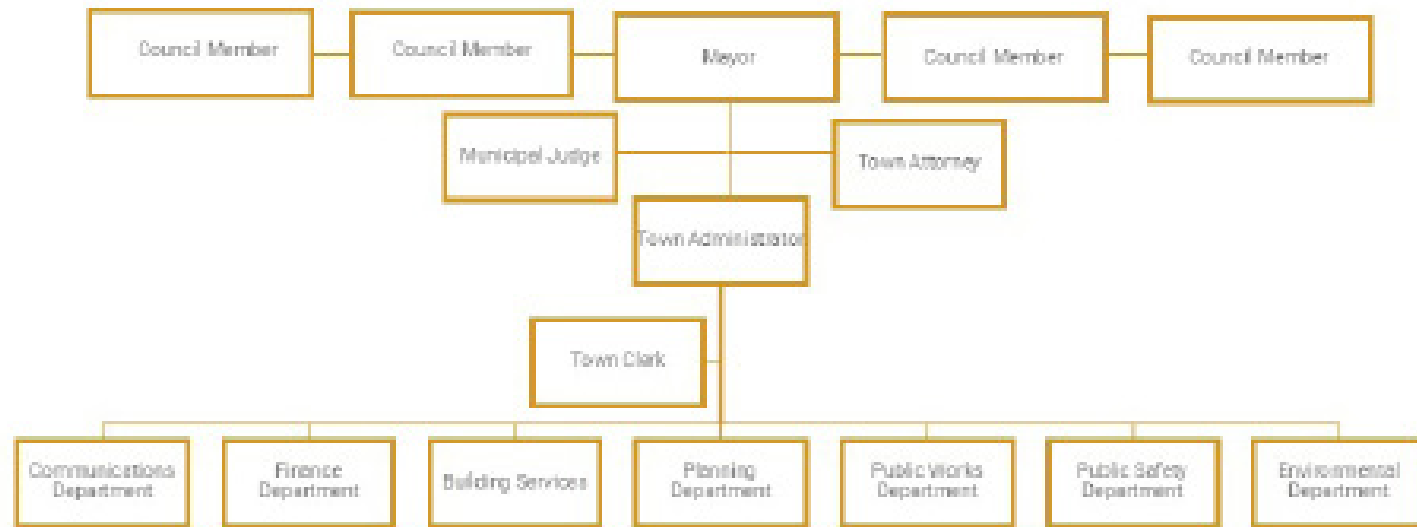 Council Member
Council Member
Mayor
Council Member
Council Member
Municipal Judge
Town Attorney
Town Administrator
Town Clerk
Communications
Department
Finance
Department
Building Services
Planning
Department
Public Works
Department
Public Safety
Department
Environmental
Department